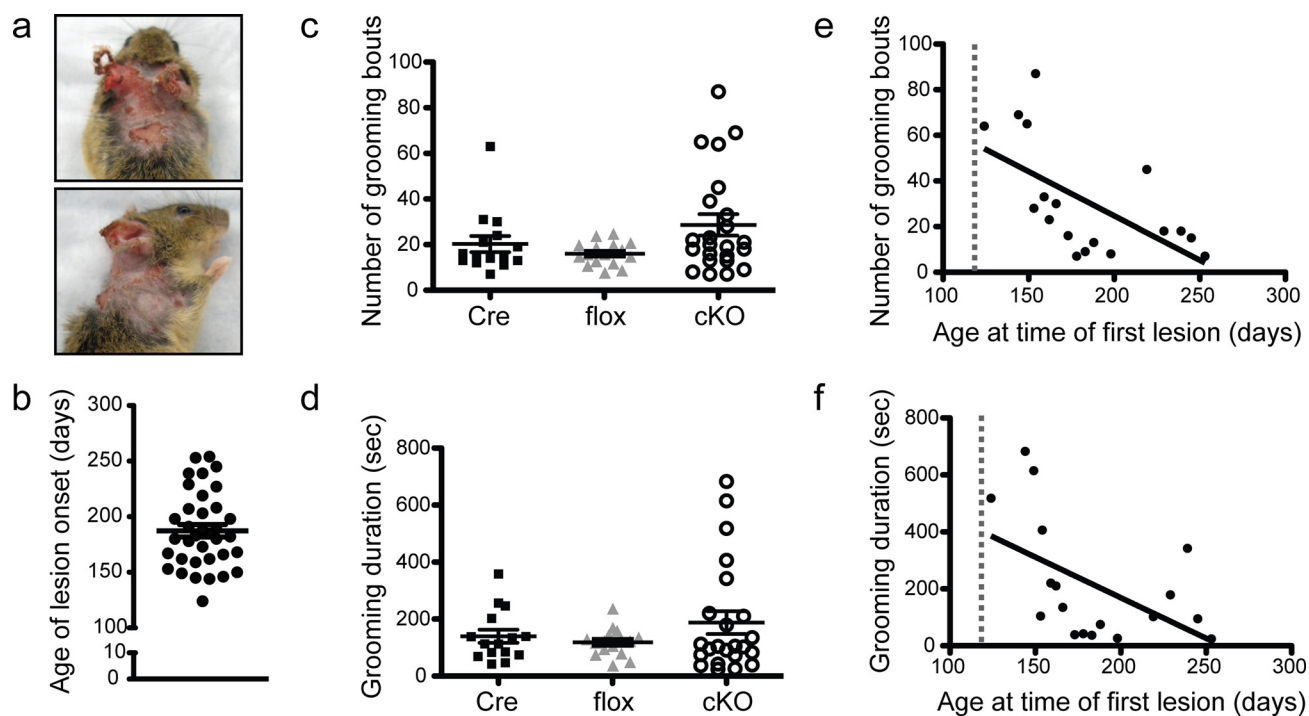 a
c
Number of grooming bouts
100
80
60
40
20
0
Cre flox cKO
e
Number of grooming bouts
100
80
60
40
20
0
100 150 200 250 300
Age at time of first lesion (days)
b
Age of lesion onset (days)
300
250
200
150
100
10
0
d
Grooming duration (sec)
800
600
400
200
0
Cre flox cKO
f
Grooming duration (sec)
800
600
400
200
0
100 150 200 250 300
Age at time of first lesion (days)